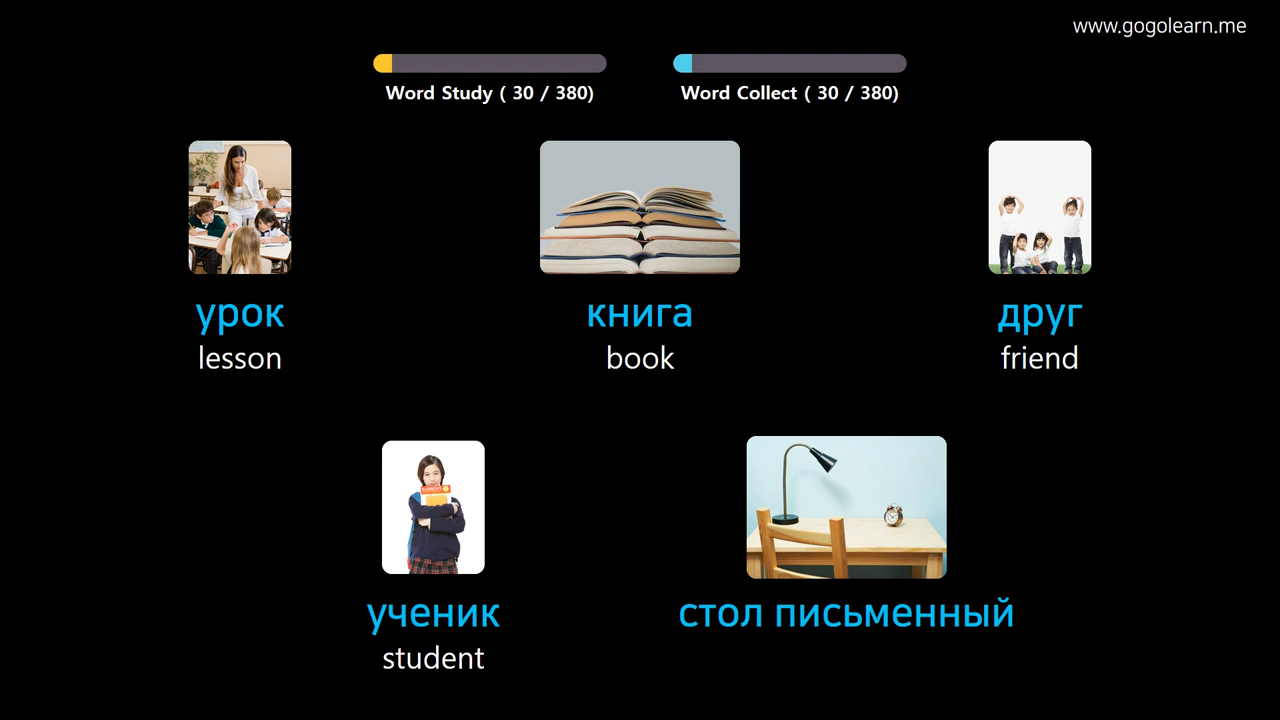 www.gogolearn.me
Word Study ( 30 / 380)
Word Collect ( 30 / 380)
урок
lesson
книга
book
друг
friend
ученик
student
стол письменный